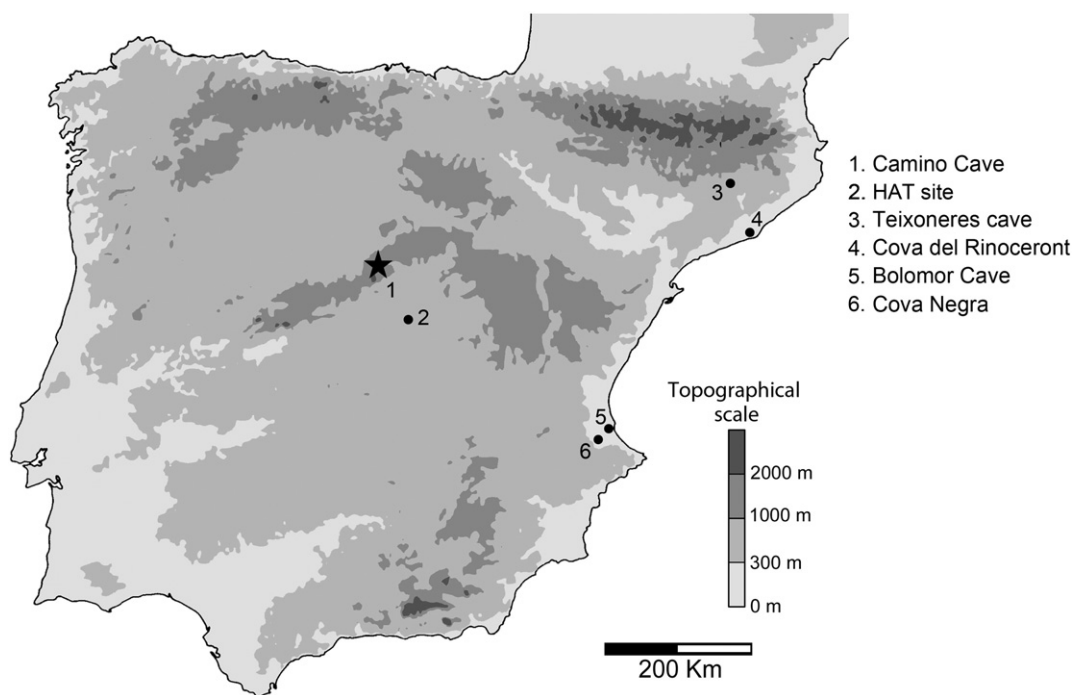 1. Camino Cave
2. HAT site
3. Teixoneres cave
4. Cova del Rinoceront
5. Bolomor Cave
6. Cova Negra
3
4
1
2
5
6
Topographical
scale
2000 m
1000 m
300 m
0 m
200 Km